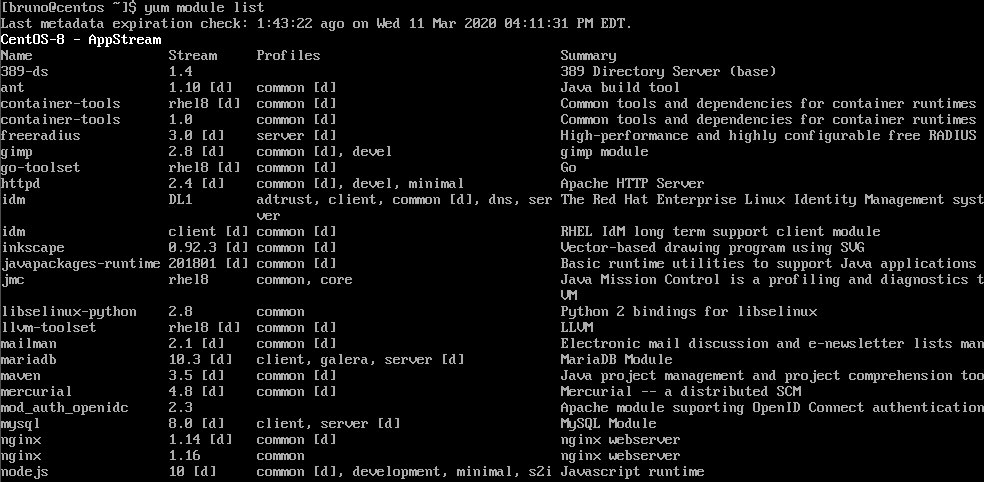 [bruno@centos ~]$ yum module list
Last metadata expiration check: 1:43:22 ago on Wed 11 Mar 2020 04:11:31 PM EDT.
CentOS-8 - AppStream
Name Stream Profiles Summary
389-ds 1.4 389 Directory Server (base)
ant 1.10 [d] common [d] Java build tool
container-tools rhel8 [d] common [d] Common tools and dependencies for container runtimes
container-tools 1.0 common [d] Common tools and dependencies for container runtimes
freeradius 3.0 [d] server [d] High-performance and highly configurable free RADIUS
gimp 2.8 [d] common [d], devel gimp module
go-toolset rhel8 [d] common [d] Go
httpd 2.4 [d] common [d], devel, minimal Apache HTTP Server
idm DL1 adtrust, client, common [d], dns, ser The Red Hat Enterprise Linux Identity Management syst
ver
idm client [d] common [d] RHEL IdM long term support client module
inkscape 0.92.3 [d] common [d] Vector-based drawing program using SVG
javapackages-runtime 201801 [d] common [d] Basic runtime utilities to support Java applications
jmc rhel8 common, core Java Mission Control is a profiling and diagnostics t
VM
libselinux-python 2.8 common Python 2 bindings for libselinux
llvm-toolset rhel8 [d] common [d] LLVM
mailman 2.1 [d] common [d] Electronic mail discussion and e-newsletter lists man
mariadb 10.3 [d] client, galera, server [d] MariaDB Module
maven 3.5 [d] common [d] Java project management and project comprehension too
mercurial 4.8 [d] common [d] Mercurial -- a distributed SCM
mod_auth_openidc 2.3 Apache module suporting OpenID Connect authentication
mysql 8.0 [d] client, server [d] MySQL Module
nginx 1.14 [d] common [d] nginx webserver
nginx 1.16 common nginx webserver
nodejs 10 [d] common [d], development, minimal, s2i Javascript runtime